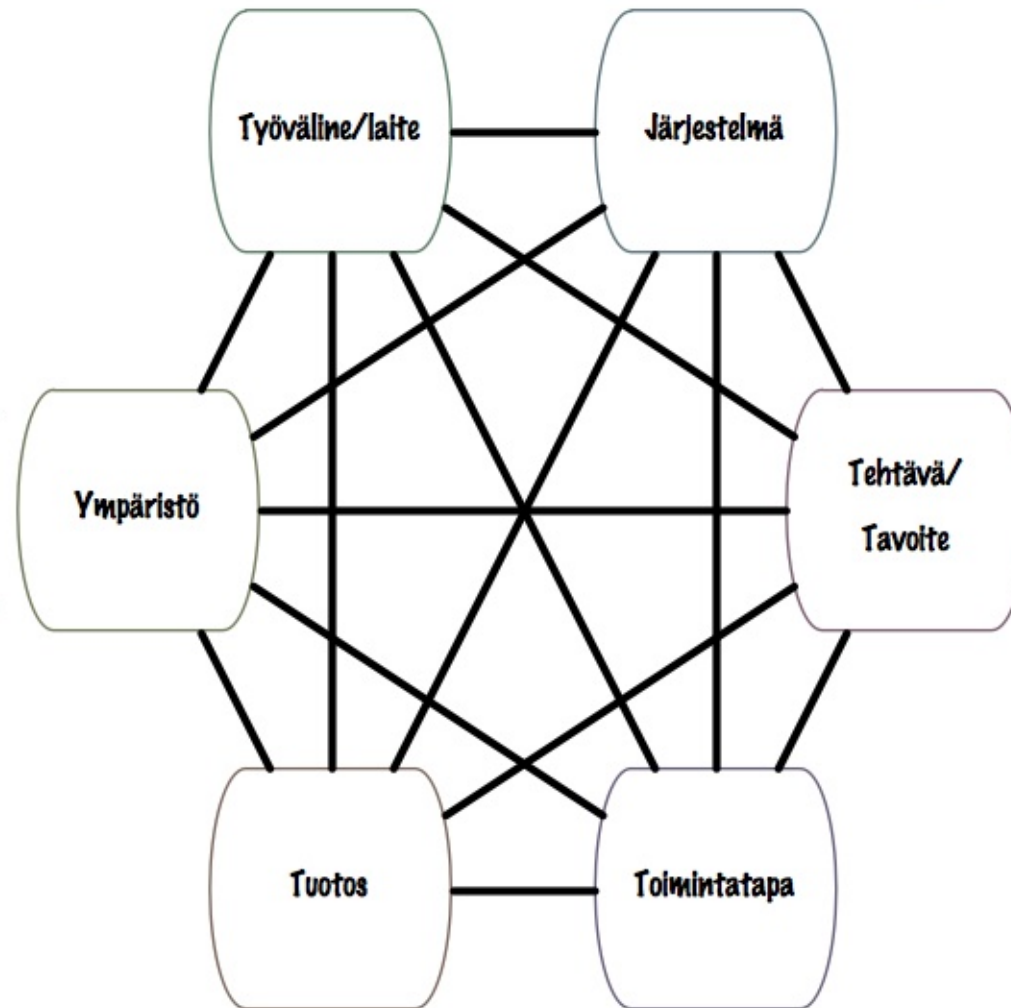 Työväline/laite
Järjestelmä
Ympäristö
Tehtävä/
Tavoite
Tuotos
Toimintatapa